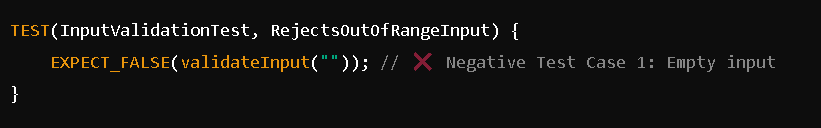 TEST(InputValidationTest, RejectsOutOfRangeInput) {
    EXPECT_FALSE(validateInput("")); // ❌ Negative Test Case 1: Empty input
}